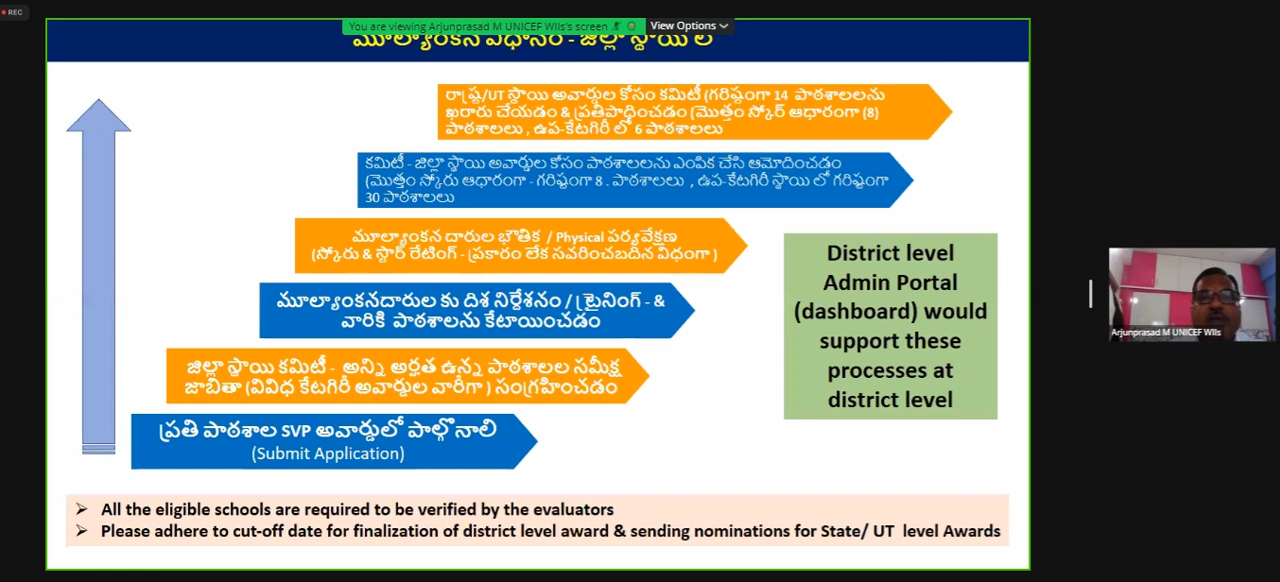 REC
You are viewing Arjunprasad M UNICEF WIIs's screen
View Options
మూల్యాంకన విధానం - జిల్లా స్థాయి లో
రాష్ట్ర/UT స్థాయి అవార్డుల కోసం కమిటీ (గరిష్టంగా 14 పాఠశాలలను
ఖరారు చేయడం & ప్రతిపాదించడం (మొత్తం స్కోర్ ఆధారంగా (8)
పాఠశాలలు , ఉప-కేటగిరీ లో 6 పాఠశాలలు
కమిటీ - జిల్లా స్థాయి అవార్డుల కోసం పాఠశాలలను ఎంపిక చేసి ఆమోదించడం
(మొత్తం స్కోరు ఆధారంగా - గరిష్టంగా 8 . పాఠశాలలు , ఉప-కేటగిరీ స్థాయి లో గరిష్టంగా
30 పాఠశాలలు
మూల్యాంకన దారుల భౌతిక / Physical పర్యవేక్షణ
(స్కోరు & స్టార్ రేటింగ్ - ప్రకారం లేక సవరించబడిన విధంగా )
మూల్యాంకనదారుల కు దిశ నిర్దేశనం / ట్రైనింగ్ - &
వారికి పాఠశాలను కేటాయించడం
జిల్లా స్థాయి కమిటీ - అన్ని అర్హత ఉన్న పాఠశాలల సమీక్ష
జాబితా (వివిధ కేటగిరీ అవార్డుల వారీగా ) సంగ్రహించడం
ప్రతి పాఠశాల SVP అవార్డులో పాల్గొనాలి
(Submit Application)
District level
Admin Portal
(dashboard) would
support these
processes at
district level
All the eligible schools are required to be verified by the evaluators
Please adhere to cut-off date for finalization of district level award & sending nominations for State/ UT level Awards
Arjunprasad M UNICEF WIIs